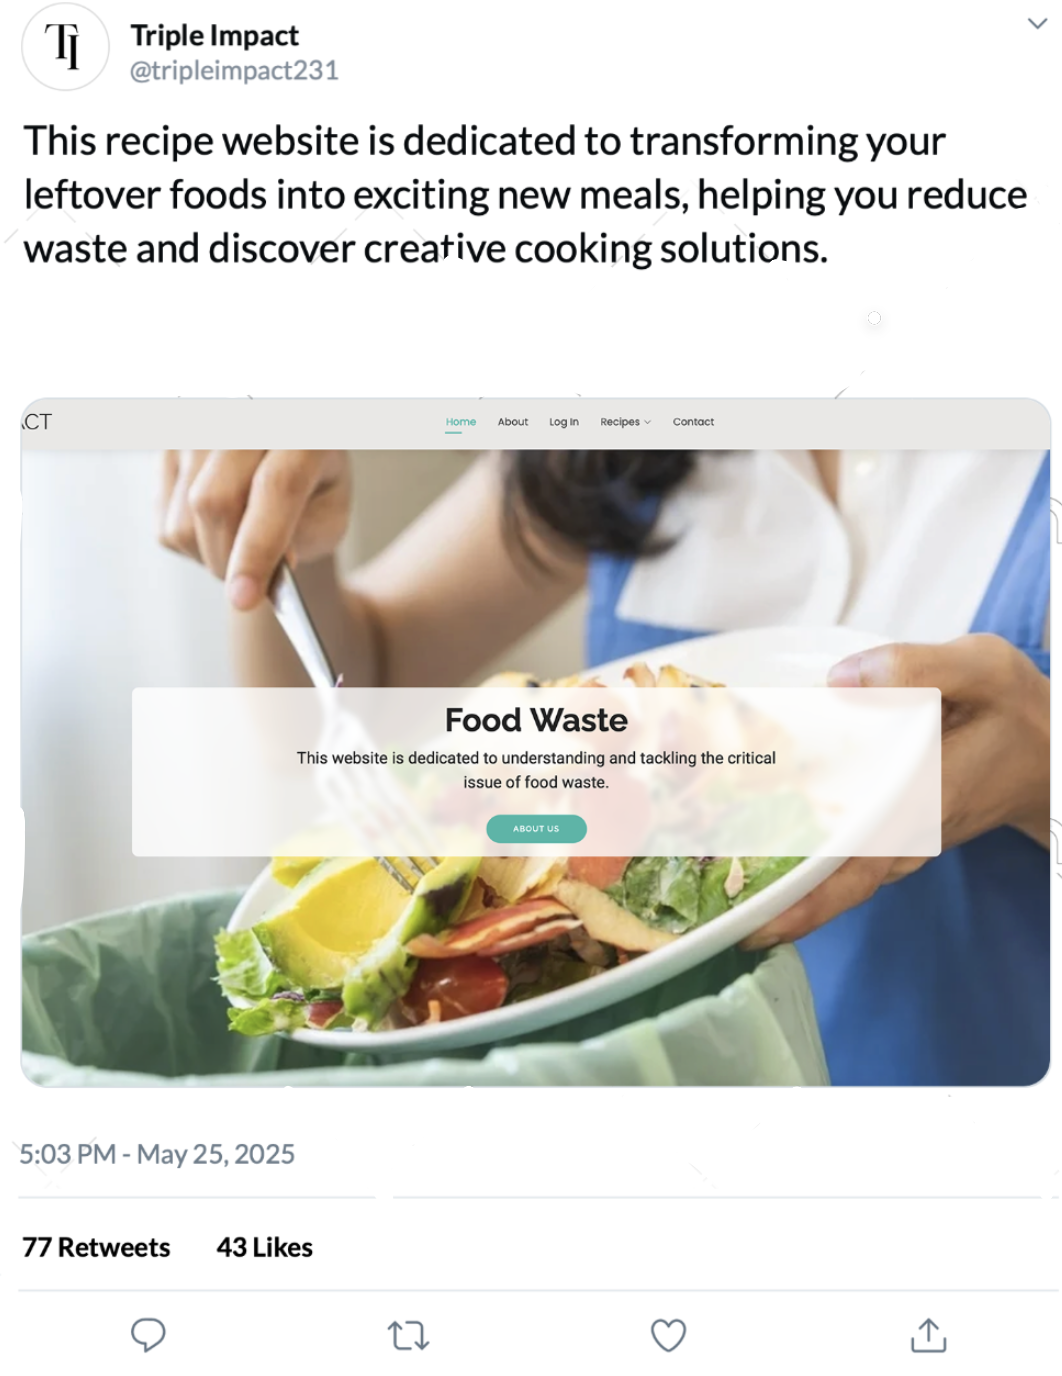 TI
Triple Impact
@tripleimpact231
This recipe website is dedicated to transforming your
leftover foods into exciting new meals, helping you reduce
waste and discover creative cooking solutions.
ACT
Home About Log In Recipes Contact
Food Waste
This website is dedicated to understanding and tackling the critical
issue of food waste.
ABOUT US
5:03 PM - May 25, 2025
77 Retweets 43 Likes